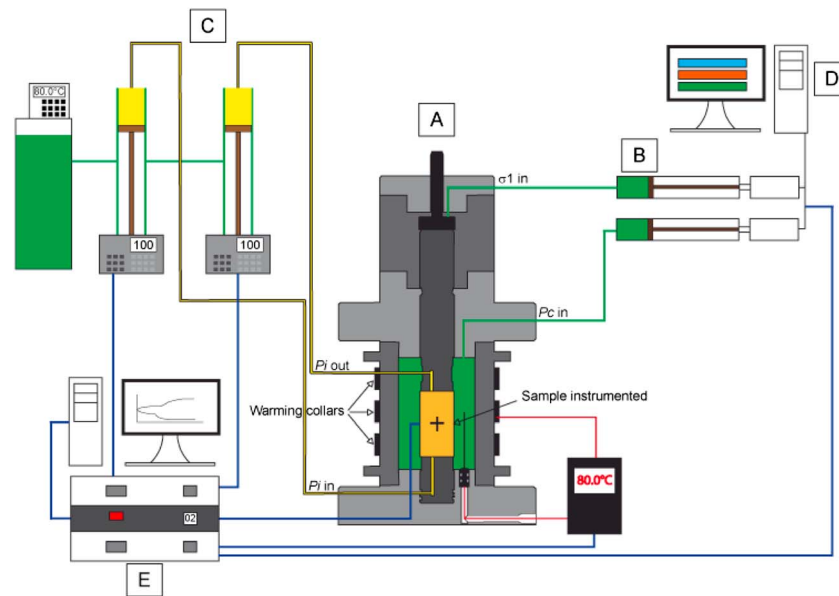 C
80.0°C
A
D
B
σ1 in
100
100
Pc in
Pi out
Warming collars
Sample instrumented
Pi in
80.0°C
02
E